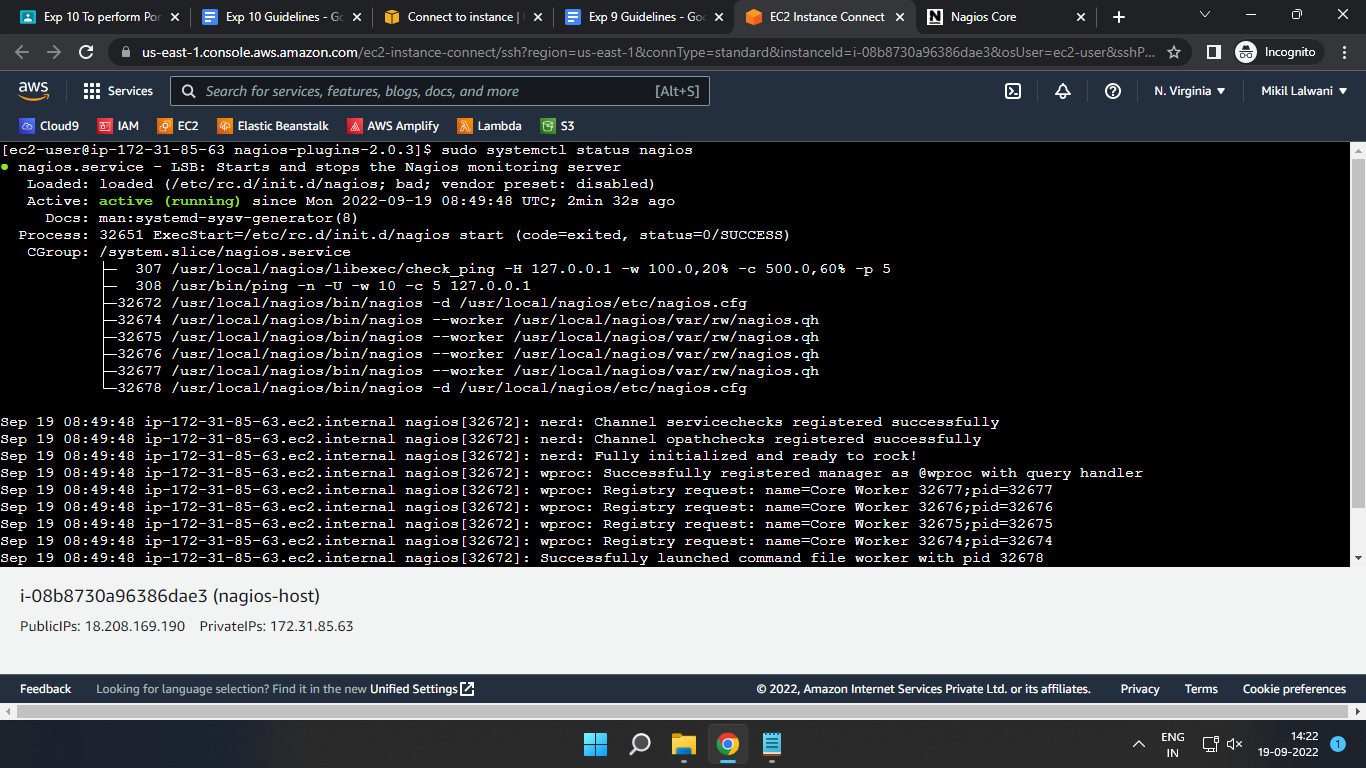 Exp 10 To perform Por
Exp 10 Guidelines - Go
Connect to instance |
Exp 9 Guidelines - Goo
EC2 Instance Connect
Nagios Core
us-east-1.console.aws.amazon.com/ec2-instance-connect/ssh?region=us-east-1&connType=standard&instanceId=i-08b8730a96386dae3&osUser=ec2-user&sshP...
Incognito
aws
Services
Search for services, features, blogs, docs, and more
[Alt+S]
N. Virginia
Mikil Lalwani
Cloud9
IAM
EC2
Elastic Beanstalk
AWS Amplify
Lambda
S3
[ec2-user@ip-172-31-85-63 nagios-plugins-2.0.3]$ sudo systemctl status nagios
● nagios.service - LSB: Starts and stops the Nagios monitoring server
Loaded: loaded (/etc/rc.d/init.d/nagios; bad; vendor preset: disabled)
Active: active (running) since Mon 2022-09-19 08:49:48 UTC; 2min 32s ago
Docs: man:systemd-sysv-generator(8)
Process: 32651 ExecStart=/etc/rc.d/init.d/nagios start (code=exited, status=0/SUCCESS)
CGroup: /system.slice/nagios.service
├─  307 /usr/local/nagios/libexec/check_ping -H 127.0.0.1 -w 100.0,20% -c 500.0,60% -p 5
├─  308 /usr/bin/ping -n -U -w 10 -c 5 127.0.0.1
├─32672 /usr/local/nagios/bin/nagios -d /usr/local/nagios/etc/nagios.cfg
├─32674 /usr/local/nagios/bin/nagios --worker /usr/local/nagios/var/rw/nagios.qh
├─32675 /usr/local/nagios/bin/nagios --worker /usr/local/nagios/var/rw/nagios.qh
├─32676 /usr/local/nagios/bin/nagios --worker /usr/local/nagios/var/rw/nagios.qh
├─32677 /usr/local/nagios/bin/nagios --worker /usr/local/nagios/var/rw/nagios.qh
└─32678 /usr/local/nagios/bin/nagios -d /usr/local/nagios/etc/nagios.cfg
Sep 19 08:49:48 ip-172-31-85-63.ec2.internal nagios[32672]: nerd: Channel servicechecks registered successfully
Sep 19 08:49:48 ip-172-31-85-63.ec2.internal nagios[32672]: nerd: Channel opathchecks registered successfully
Sep 19 08:49:48 ip-172-31-85-63.ec2.internal nagios[32672]: nerd: Fully initialized and ready to rock!
Sep 19 08:49:48 ip-172-31-85-63.ec2.internal nagios[32672]: wproc: Successfully registered manager as @wproc with query handler
Sep 19 08:49:48 ip-172-31-85-63.ec2.internal nagios[32672]: wproc: Registry request: name=Core Worker 32677;pid=32677
Sep 19 08:49:48 ip-172-31-85-63.ec2.internal nagios[32672]: wproc: Registry request: name=Core Worker 32676;pid=32676
Sep 19 08:49:48 ip-172-31-85-63.ec2.internal nagios[32672]: wproc: Registry request: name=Core Worker 32675;pid=32675
Sep 19 08:49:48 ip-172-31-85-63.ec2.internal nagios[32672]: wproc: Registry request: name=Core Worker 32674;pid=32674
Sep 19 08:49:48 ip-172-31-85-63.ec2.internal nagios[32672]: Successfully launched command file worker with pid 32678
i-08b8730a96386dae3 (nagios-host)
PublicIPs: 18.208.169.190 PrivateIPs: 172.31.85.63
Feedback
Looking for language selection? Find it in the new Unified Settings
© 2022, Amazon Internet Services Private Ltd. or its affiliates.
Privacy
Terms
Cookie preferences
ENG
IN
14:22
19-09-2022
1